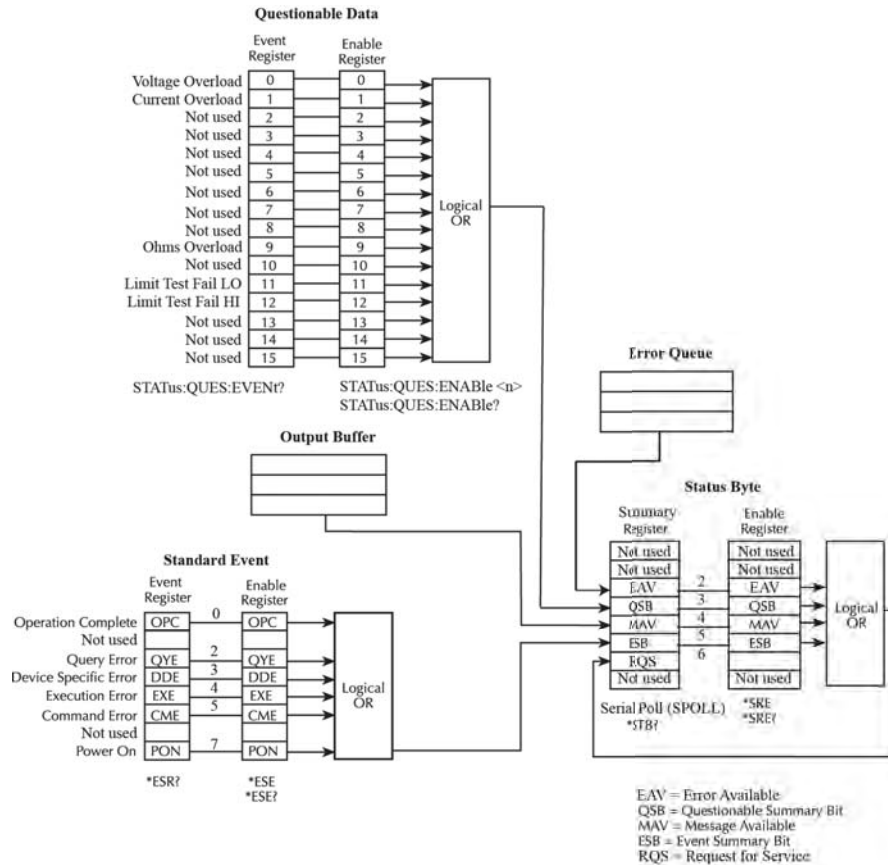 Questionable Data
Event Register
Enable Register
Voltage Overload 0 0
Current Overload 1 1
Not used 2 2
Not used 3 3
Not used 4 4
Not used 5 5
Not used 6 6
Not used 7 7
Not used 8 8
Ohms Overload 9 9
Not used 10 10
Limit Test Fail LO 11 11
Limit Test Fail HI 12 12
Not used 13 13
Not used 14 14
Not used 15 15
Logical OR
STATus:QUES:EVENt?
STATus:QUES:ENABle <n>
STATus:QUES:ENABle?
Error Queue
Output Buffer
Status Byte
Summary Register
Enable Register
Not used Not used
Not used Not used
EAV 2 EAV
QSB 3 QSB
MAV 4 MAV
ESB 5 ESB
RQS 6
Not used Not used
Logical OR
Serial Poll (SPOLL)
*STB?
*SRE
*SRE?
Standard Event
Event Register
Enable Register
Operation Complete OPC 0 OPC
Not used
Query Error QYE 2 QYE
Device Specific Error DDE 3 DDE
Execution Error EXE 4 EXE
Command Error CME 5 CME
Not used
Power On PON 7 PON
Logical OR
*ESR?
*ESE
*ESE?
EAV = Error Available
QSB = Questionable Summary Bit
MAV = Message Available
ESB = Event Summary Bit
RQS = Request for Service